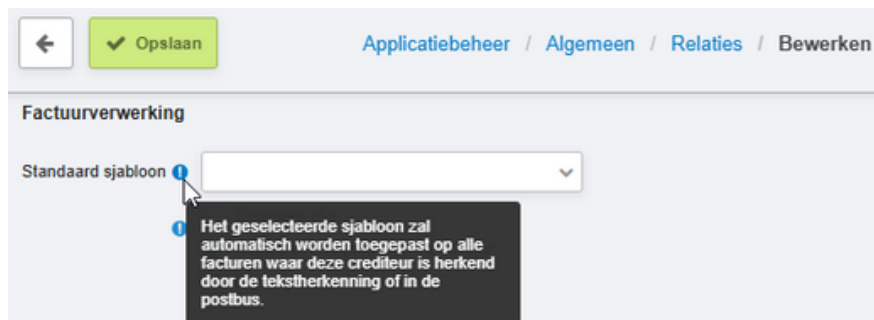 Opslaan
Applicatiebeheer / Algemeen / Relaties / Bewerken
Factuurverwerking
Standaard sjabloon
Het geselecteerde sjabloon zal
automatisch worden toegepast op alle
facturen waar deze crediteur is herkend
door de tekstherkenning of in de
postbus.